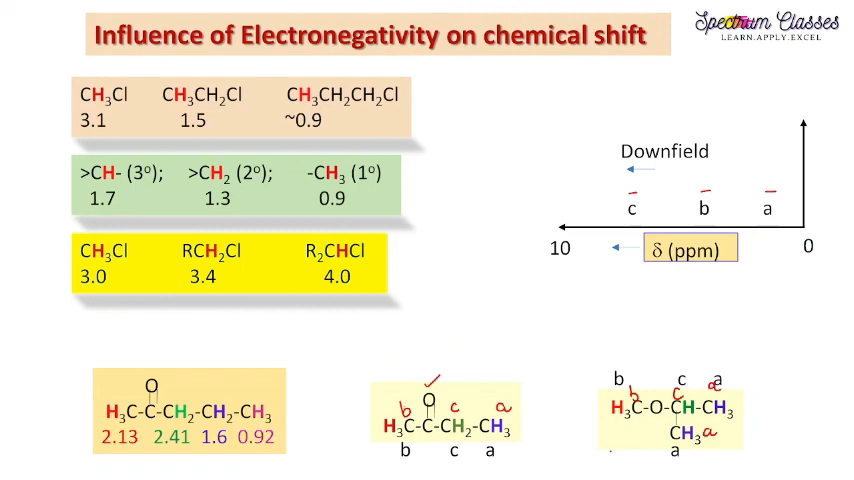 Spectrum Classes
LEARN.APPLY.EXCEL
Influence of Electronegativity on chemical shift
CH₃Cl CH₃CH₂Cl CH₃CH₂CH₂Cl
3.1 1.5 ~0.9
>CH- (3º); >CH₂ (2º); -CH₃ (1º)
1.7 1.3 0.9
CH₃Cl RCH₂Cl R₂CHCl
3.0 3.4 4.0
Downfield
c b a
10 δ (ppm) 0
O
H₃C-C-CH₂-CH₂-CH₃
2.13 2.41 1.6 0.92
O
b c a
H₃C-C-CH₂-CH₃
b c a
b c a
b c a
H₃C-O-CH-CH₃
CH₃ a
a